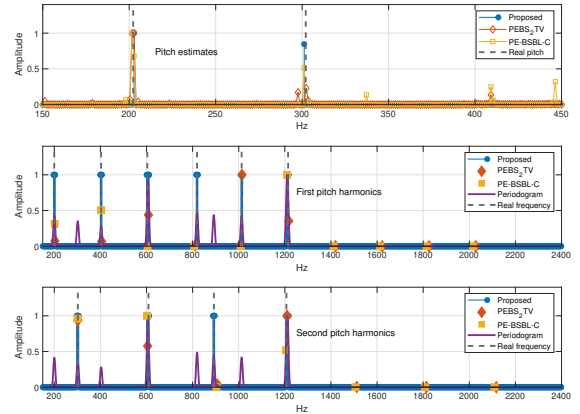 Amplitude
1
0.5
0
Pitch estimates
Proposed
PEBS2TV
PE-BSBL-C
Real pitch
150 200 250 300 350 400 450
Hz
Amplitude
1
0.5
0
First pitch harmonics
Proposed
PEBS2TV
PE-BSBL-C
Periodogram
Real frequency
200 400 600 800 1000 1200 1400 1600 1800 2000 2200 2400
Hz
Amplitude
1
0.5
0
Second pitch harmonics
Proposed
PEBS2TV
PE-BSBL-C
Periodogram
Real frequency
200 400 600 800 1000 1200 1400 1600 1800 2000 2200 2400
Hz